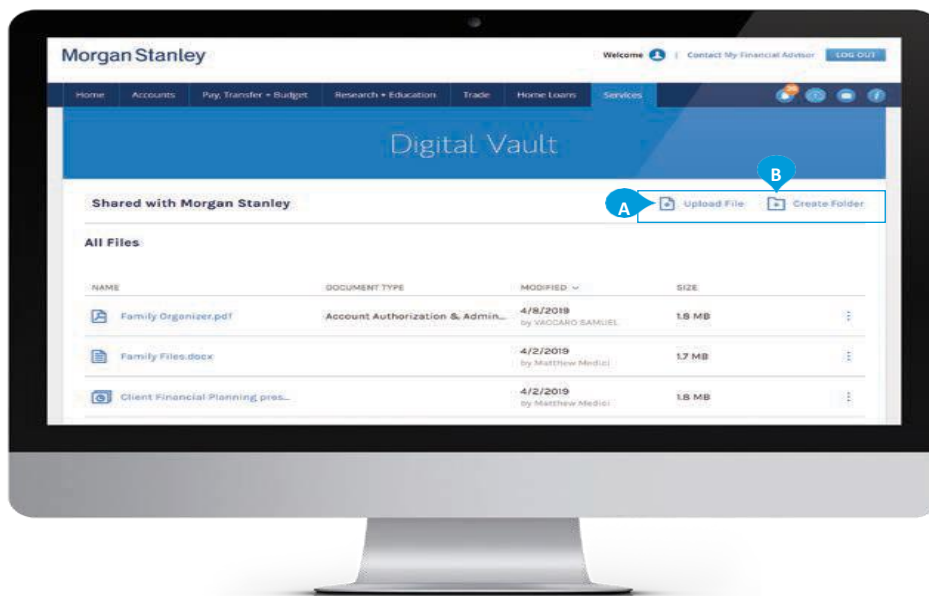 Morgan Stanley
Welcome | Contact My Financial Advisor LOG OUT
Home Accounts Pay, Transfer + Budget Research + Education Trade Home Loans Services
Digital Vault
B
Shared with Morgan Stanley
A Upload File Create Folder
All Files
NAME DOCUMENT TYPE MODIFIED SIZE
Family Organizer.pdf Account Authorization & Admin... 4/8/2019 1.8 MB
by VACCARO SAMUEL
Family Files.docx 4/2/2019 1.7 MB
by Matthew Medici
Client Financial Planning pres... 4/2/2019 1.8 MB
by Matthew Medici